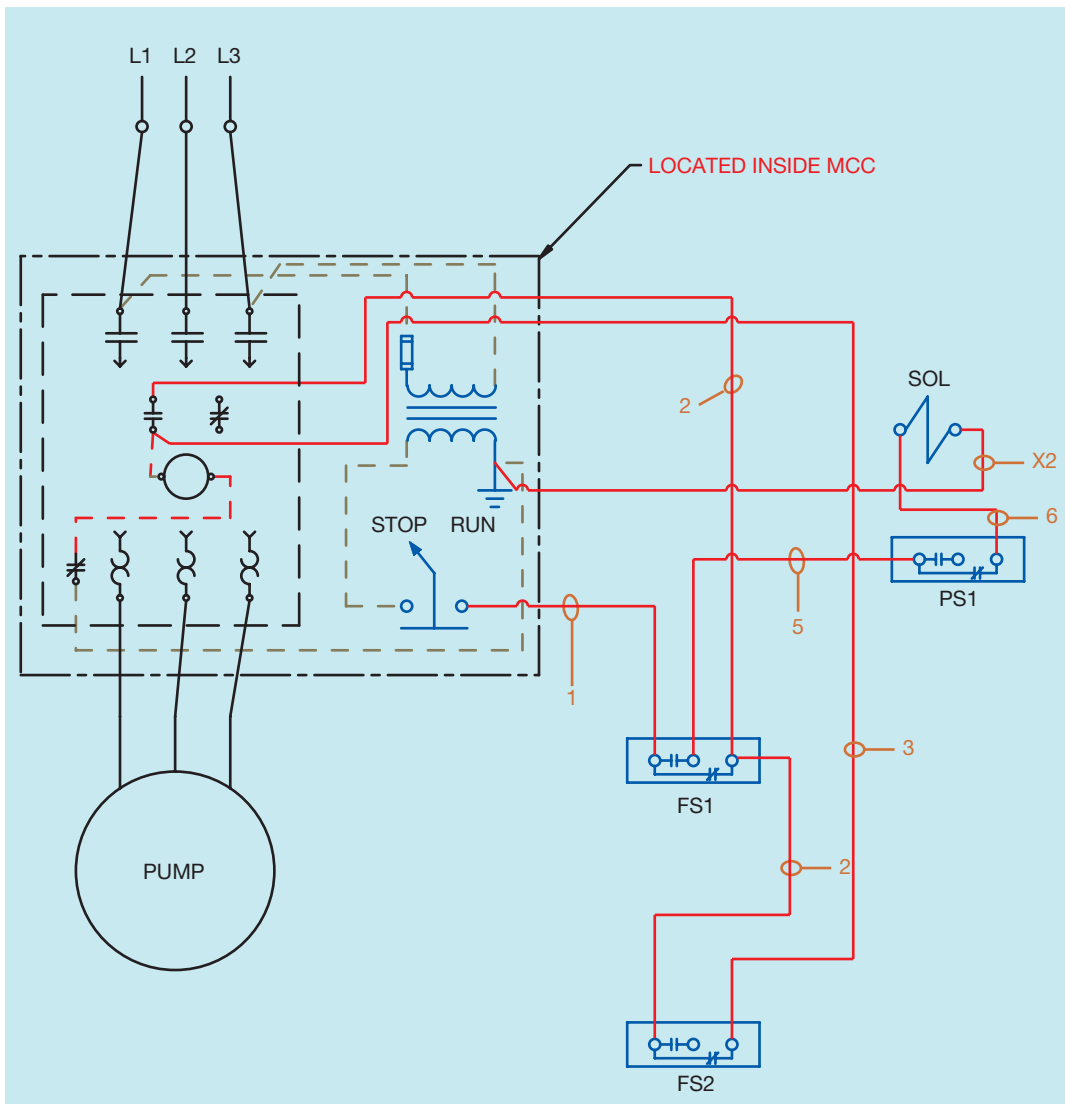 L1 L2 L3
LOCATED INSIDE MCC
2
SOL
X2
6
STOP RUN
PS1
5
1
3
FS1
2
PUMP
FS2